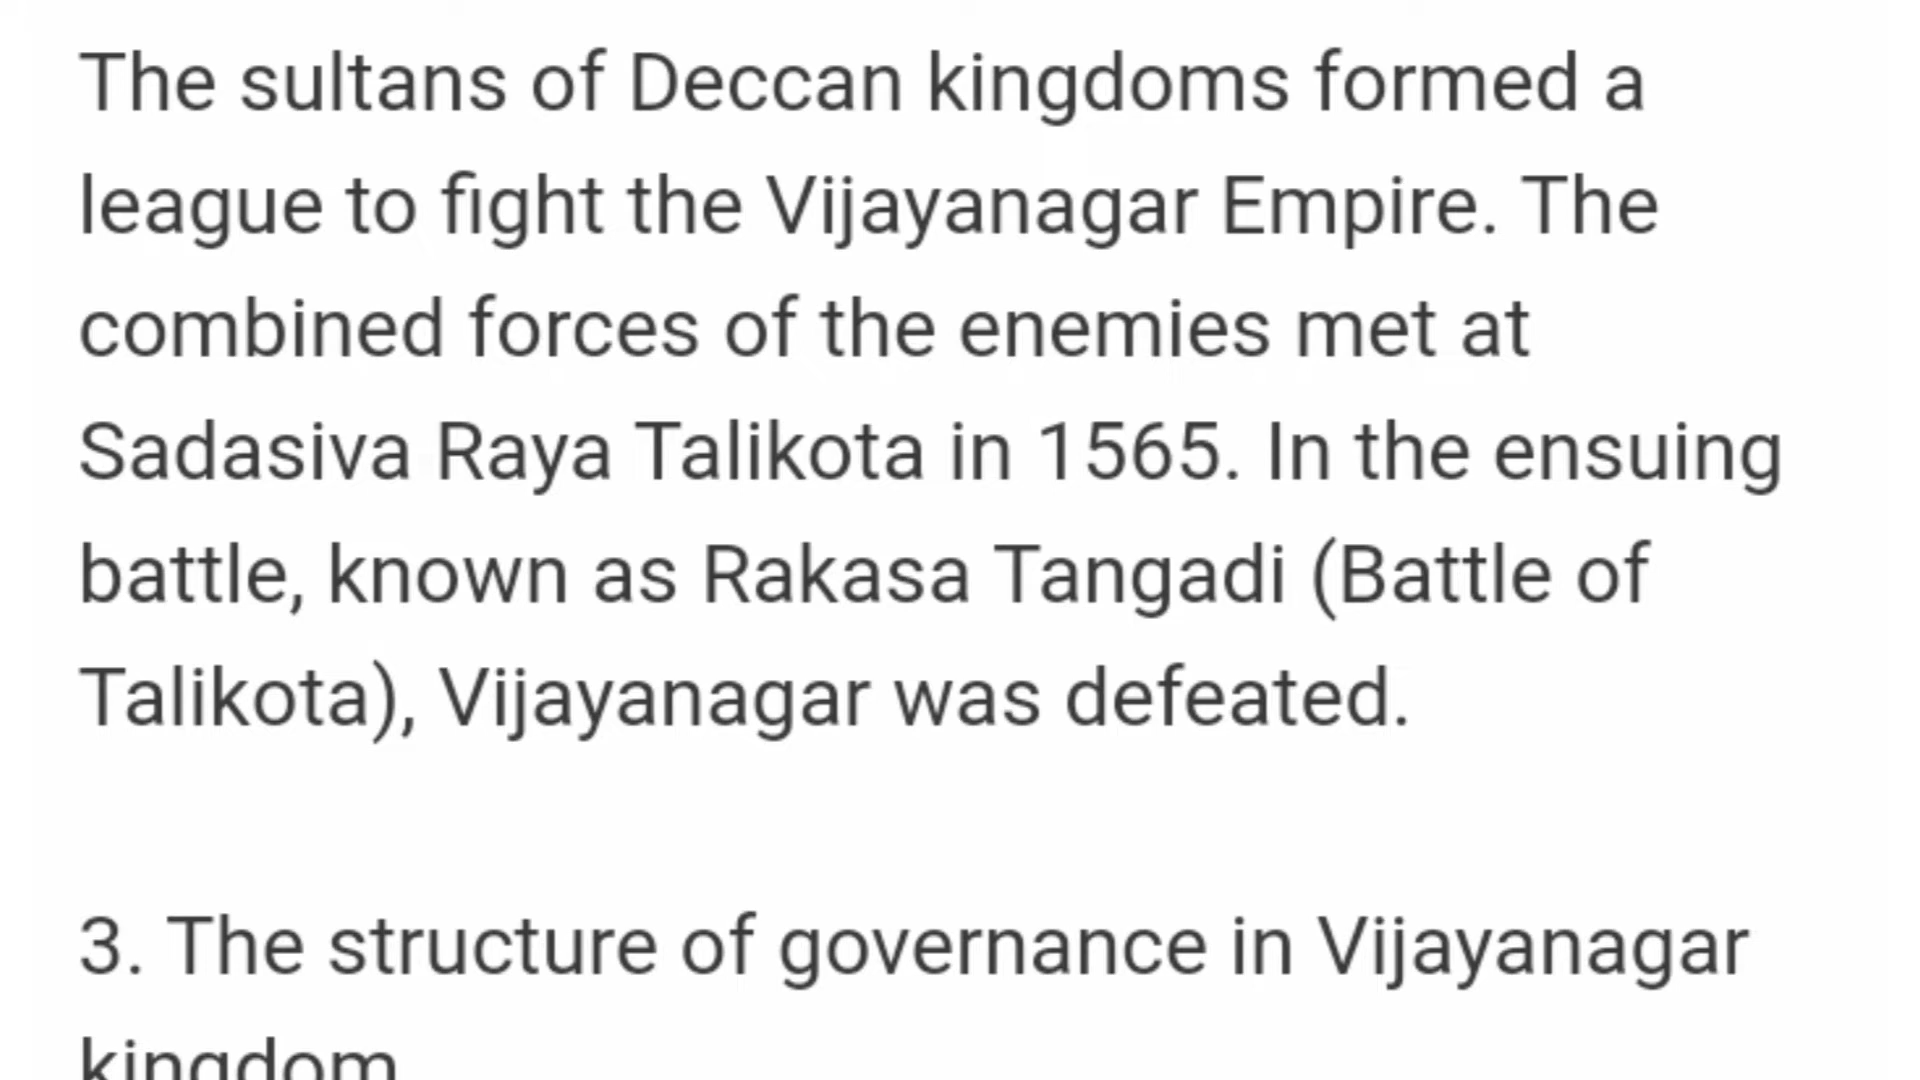 The sultans of Deccan kingdoms formed a
league to fight the Vijayanagar Empire. The
combined forces of the enemies met at
Sadasiva Raya Talikota in 1565. In the ensuing
battle, known as Rakasa Tangadi (Battle of
Talikota), Vijayanagar was defeated.
3. The structure of governance in Vijayanagar
kingdom